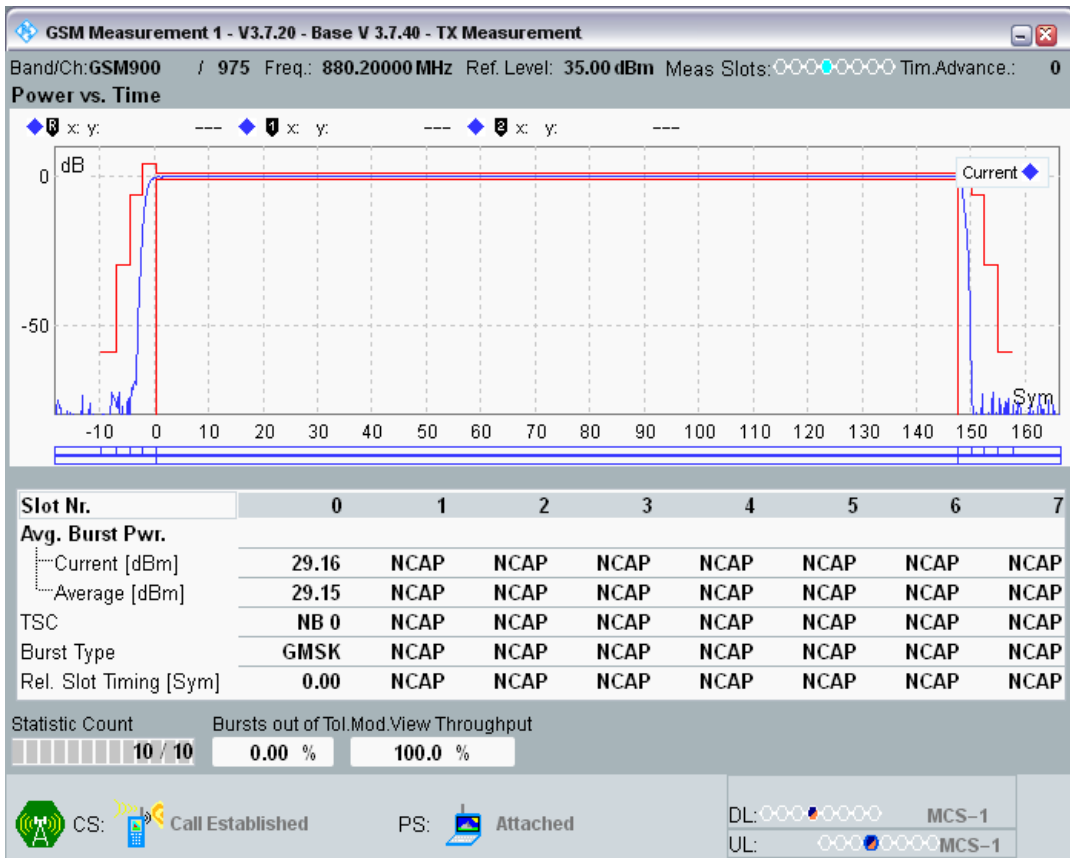 GSM Measurement 1 - V3.7.20 - Base V 3.7.40 - TX Measurement
Band/Ch:GSM900 / 975 Freq.: 880.20000 MHz Ref. Level: 35.00 dBm Meas Slots: Tim.Advance.: 0
Power vs. Time
R x: y: --- 1 x: y: --- 2 x: y: ---
dB
Current
0
-50
Sym
-10 0 10 20 30 40 50 60 70 80 90 100 110 120 130 140 150 160
Slot Nr. 0 1 2 3 4 5 6 7
Avg. Burst Pwr.
Current [dBm] 29.16 NCAP NCAP NCAP NCAP NCAP NCAP NCAP
Average [dBm] 29.15 NCAP NCAP NCAP NCAP NCAP NCAP NCAP
TSC NB 0 NCAP NCAP NCAP NCAP NCAP NCAP NCAP
Burst Type GMSK NCAP NCAP NCAP NCAP NCAP NCAP NCAP
Rel. Slot Timing [Sym] 0.00 NCAP NCAP NCAP NCAP NCAP NCAP NCAP
Statistic Count Bursts out of Tol.Mod.View Throughput
10 / 10 0.00 % 100.0 %
CS: Call Established PS: Attached
DL: MCS-1
UL: MCS-1